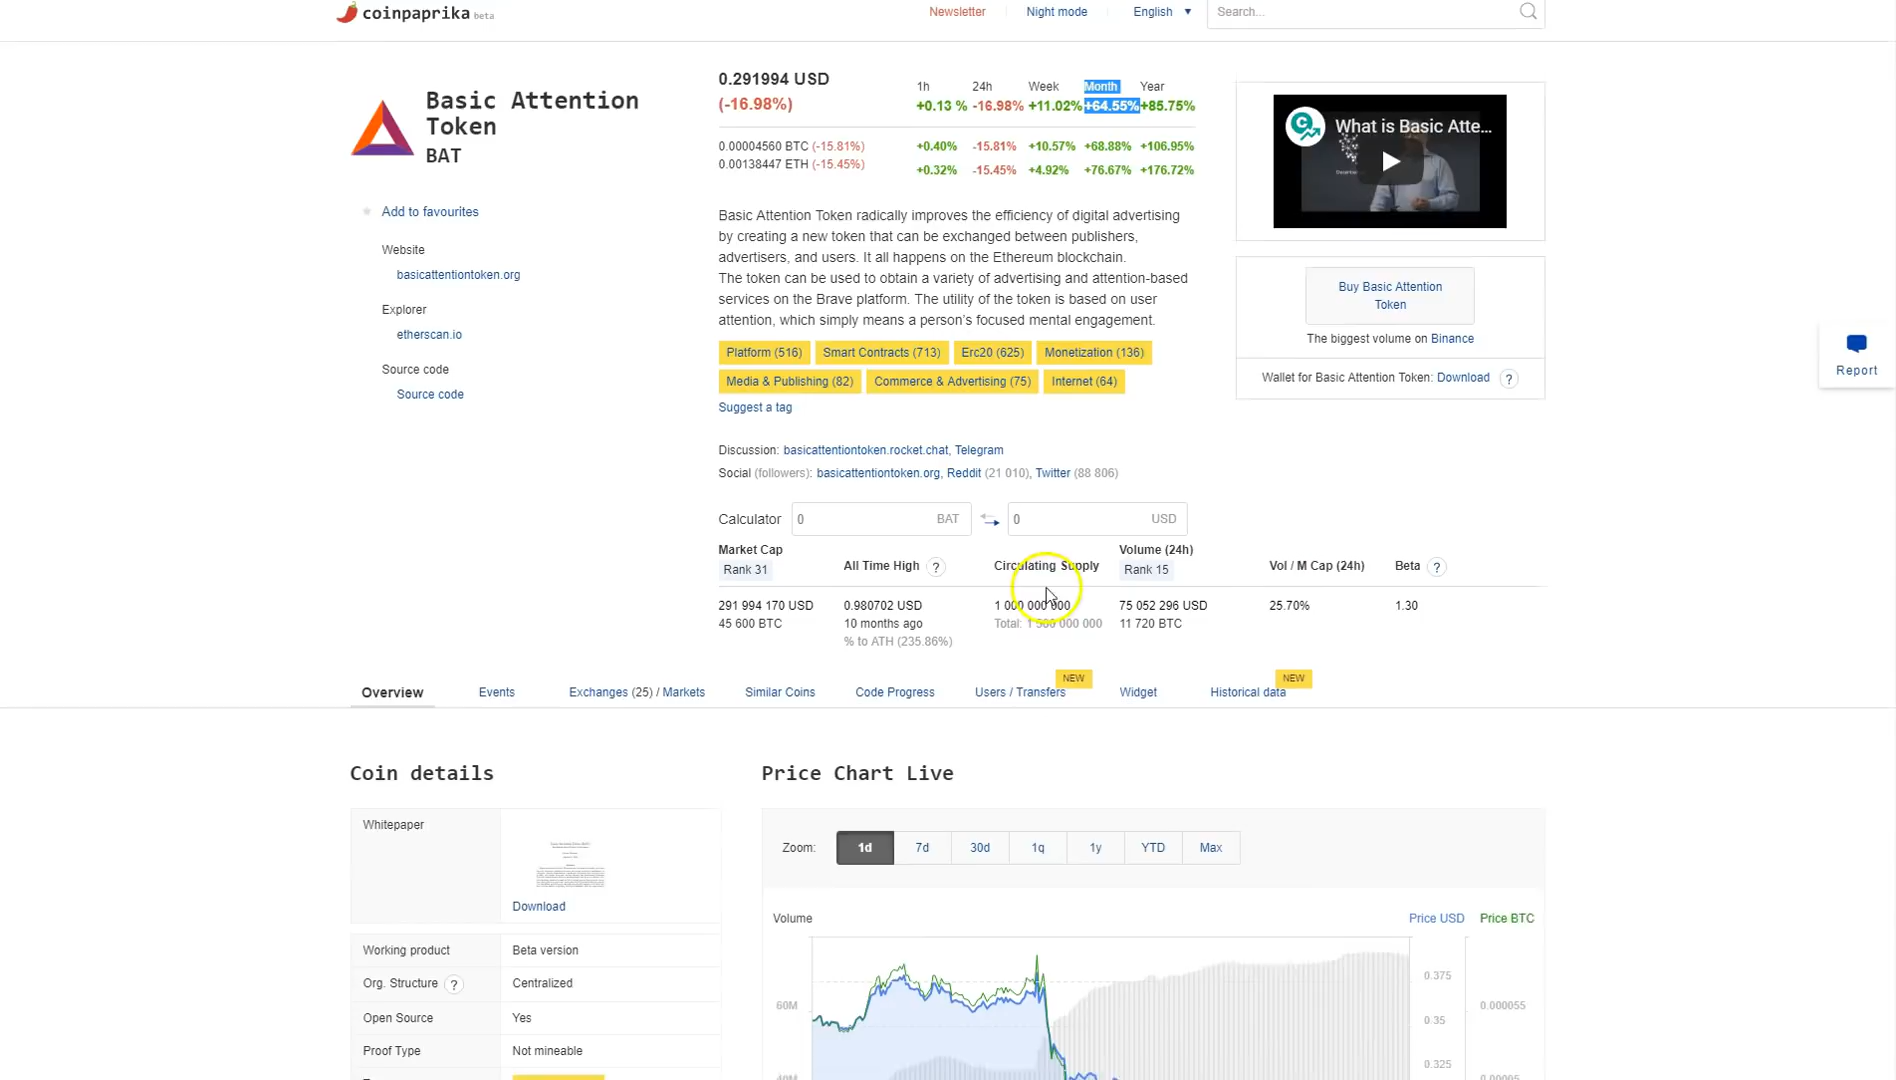 coinpaprika beta
Newsletter
Night mode
English ▼
Search...
Basic Attention
Token
BAT
Add to favourites
Website
basicattentiontoken.org
Explorer
etherscan.io
Source code
Source code
0.291994 USD
(-16.98%)
1h 24h Week Month Year
+0.13 % -16.98% +11.02% +64.55% +85.75%
0.00004560 BTC (-15.81%) +0.40% -15.81% +10.57% +68.88% +106.95%
0.00138447 ETH (-15.45%) +0.32% -15.45% +4.92% +76.67% +176.72%
Basic Attention Token radically improves the efficiency of digital advertising
by creating a new token that can be exchanged between publishers,
advertisers, and users. It all happens on the Ethereum blockchain.
The token can be used to obtain a variety of advertising and attention-based
services on the Brave platform. The utility of the token is based on user
attention, which simply means a person's focused mental engagement.
Platform (516) Smart Contracts (713) Erc20 (625) Monetization (136)
Media & Publishing (82) Commerce & Advertising (75) Internet (64)
Suggest a tag
Discussion: basicattentiontoken.rocket.chat, Telegram
Social (followers): basicattentiontoken.org, Reddit (21 010), Twitter (88 806)
What is Basic Atte...
Buy Basic Attention
Token
The biggest volume on Binance
Wallet for Basic Attention Token: Download ?
Report
Calculator 0 BAT 0 USD
Market Cap
Rank 31
All Time High ?
Circulating Supply
Volume (24h)
Rank 15
Vol / M Cap (24h)
Beta ?
291 994 170 USD 0.980702 USD 1 000 000 000 75 052 296 USD 25.70% 1.30
45 600 BTC 10 months ago Total: 1 500 000 000 11 720 BTC
% to ATH (235.86%)
NEW NEW
Overview Events Exchanges (25) / Markets Similar Coins Code Progress Users / Transfers Widget Historical data
Coin details
Whitepaper
Download
Working product Beta version
Org. Structure ? Centralized
Open Source Yes
Proof Type Not mineable
Price Chart Live
Zoom: 1d 7d 30d 1q 1y YTD Max
Volume Price USD Price BTC
0.375
60M 0.000055
0.35
0.325